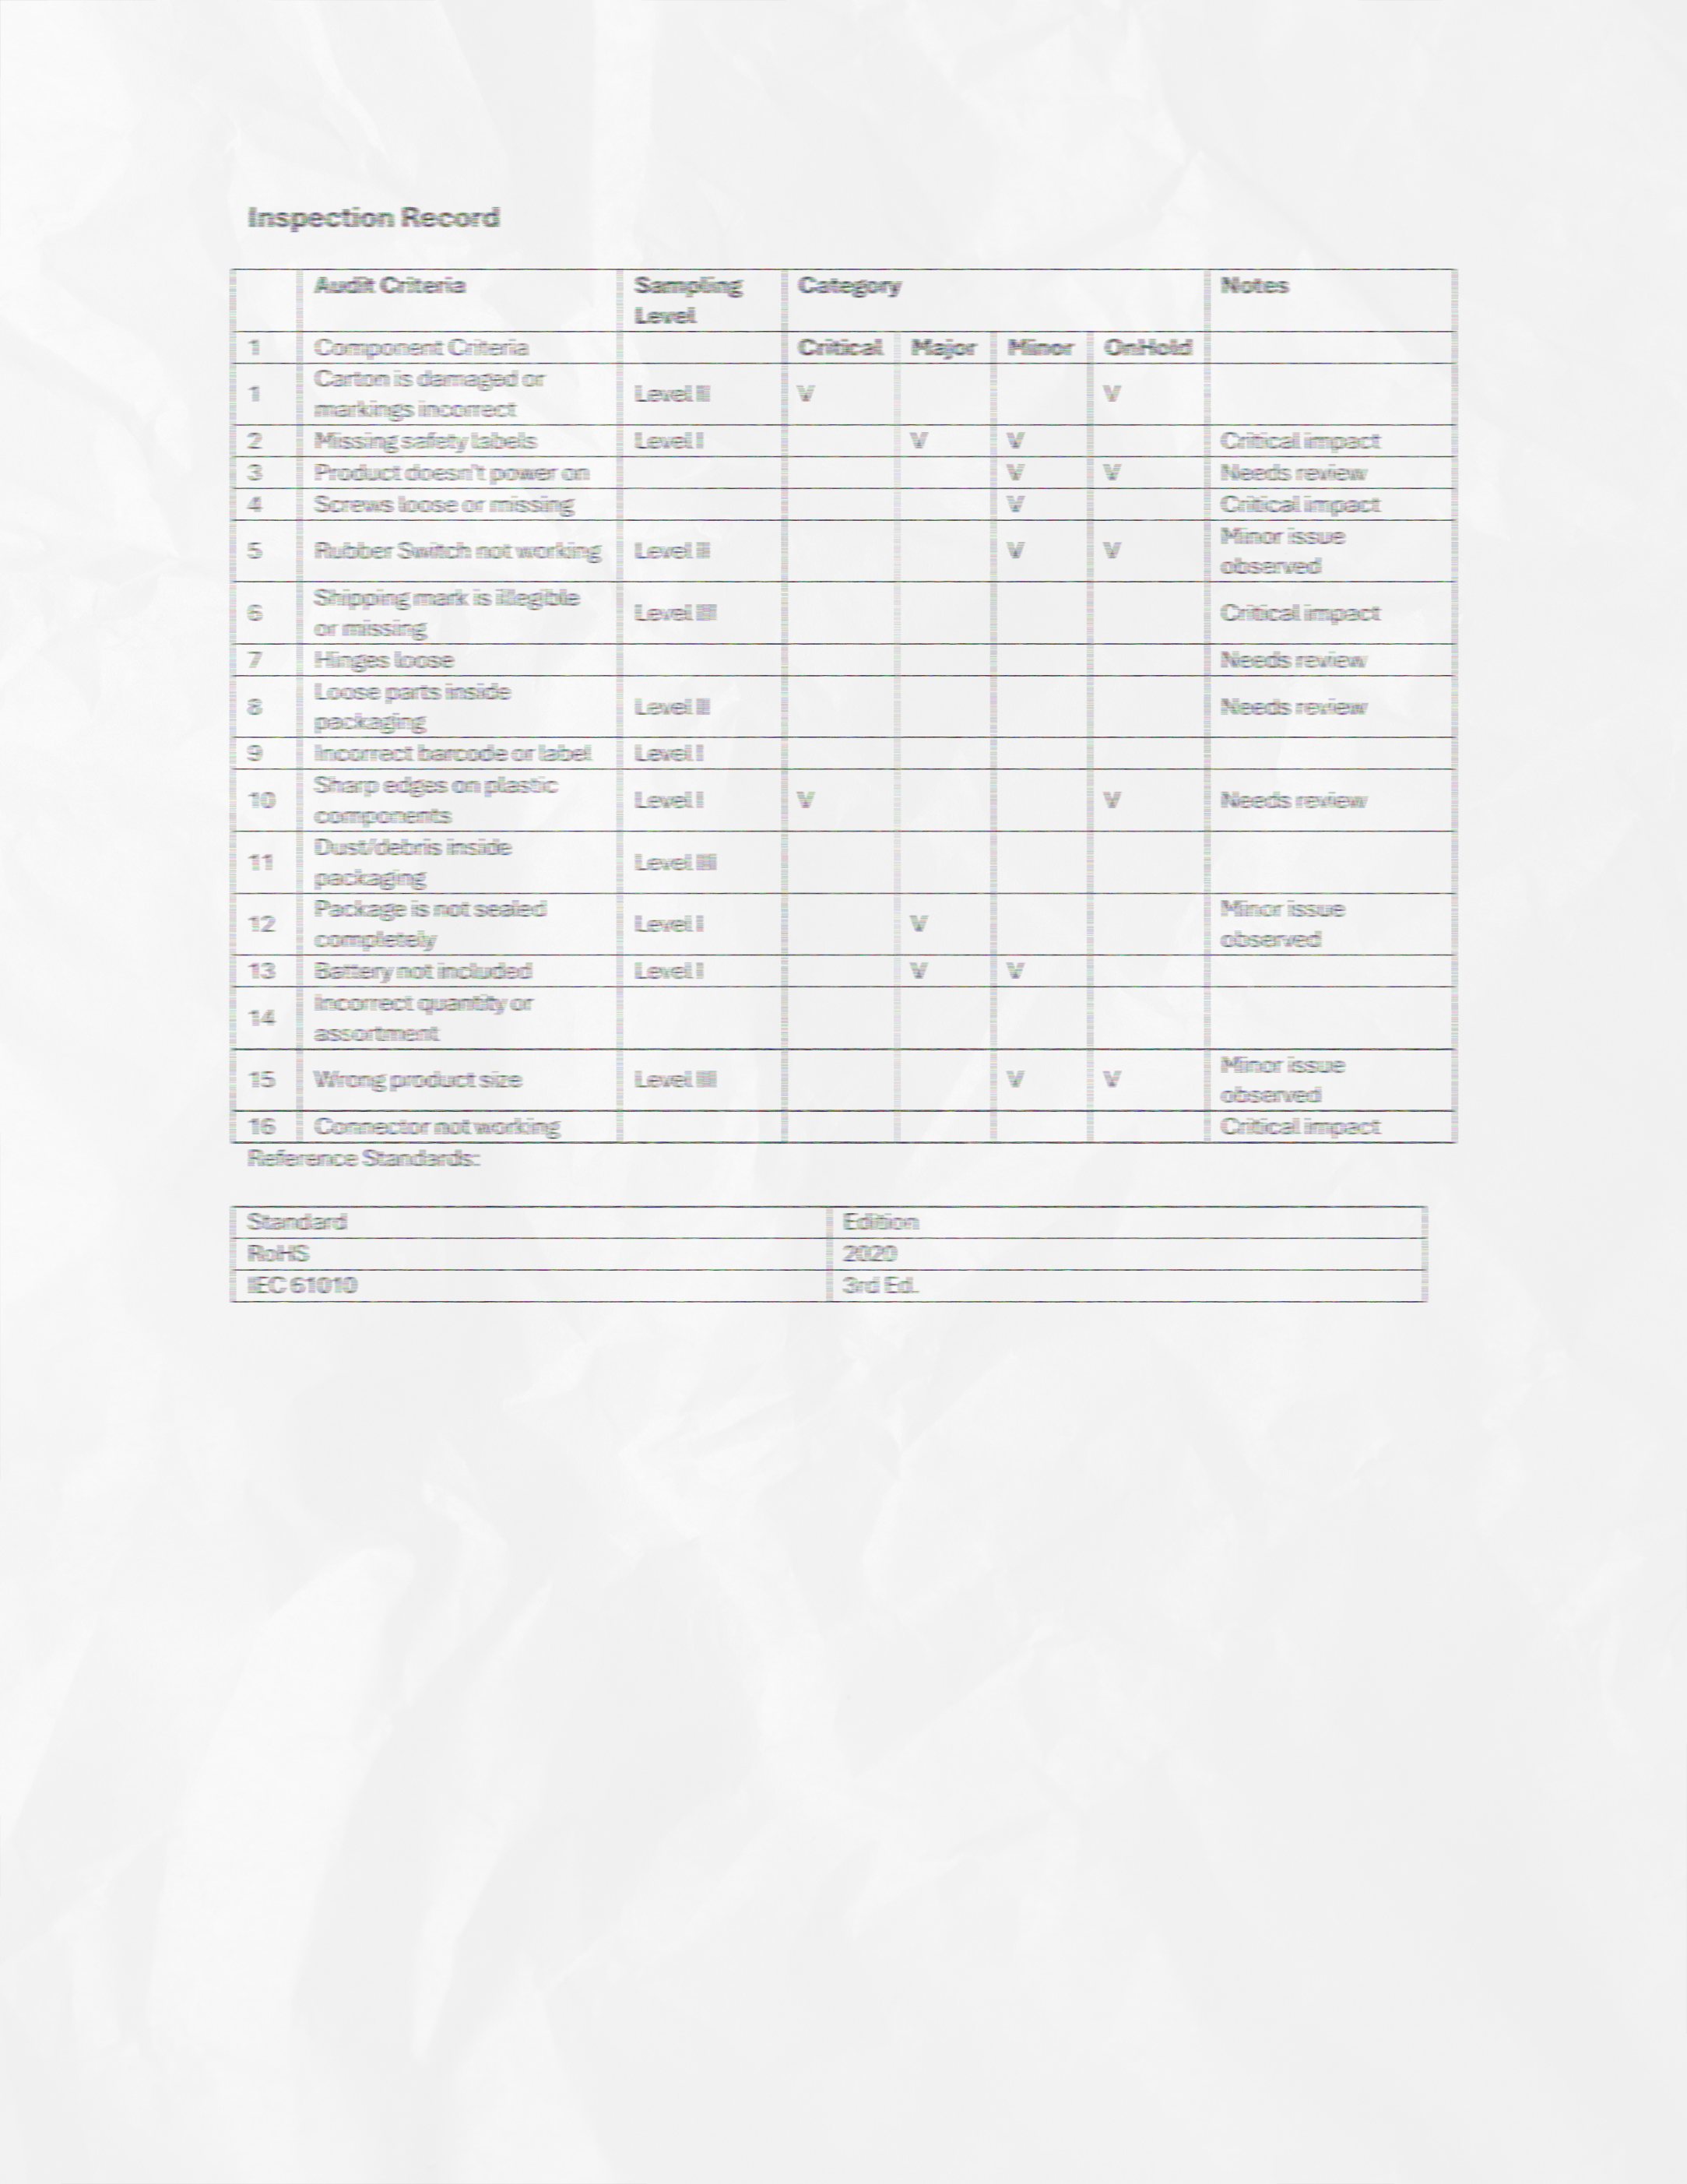 Inspection Record
Audit Criteria Sampling Level Category Notes
1 Component Criteria Critical Major Minor OnHold
1 Carton is damaged or markings incorrect Level II V V
2 Missing safety labels Level I V V Critical impact
3 Product doesn't power on V V Needs review
4 Screws loose or missing V Critical impact
5 Rubber Switch not working Level II V V Minor issue observed
6 Shipping mark is illegible or missing Level III Critical impact
7 Hinges loose Needs review
8 Loose parts inside packaging Level II Needs review
9 Incorrect barcode or label Level I
10 Sharp edges on plastic components Level I V V Needs review
11 Dust/debris inside packaging Level III
12 Package is not sealed completely Level I V Minor issue observed
13 Battery not included Level I V V
14 Incorrect quantity or assortment
15 Wrong product size Level III V V Minor issue observed
16 Connector not working Critical impact
Reference Standards:
Standard Edition
RoHS 2020
IEC 61010 3rd Ed.